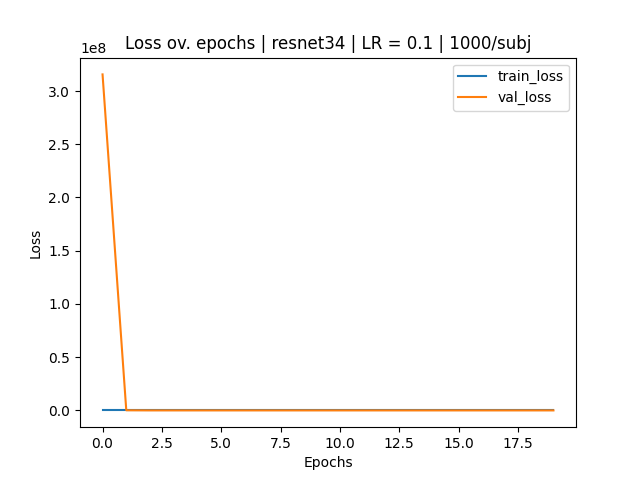 Loss ov. epochs | resnet34 | LR = 0.1 | 1000/subj
1e8
train_loss
val_loss
3.0
2.5
2.0
1.5
1.0
0.5
0.0
Loss
0.0 2.5 5.0 7.5 10.0 12.5 15.0 17.5
Epochs